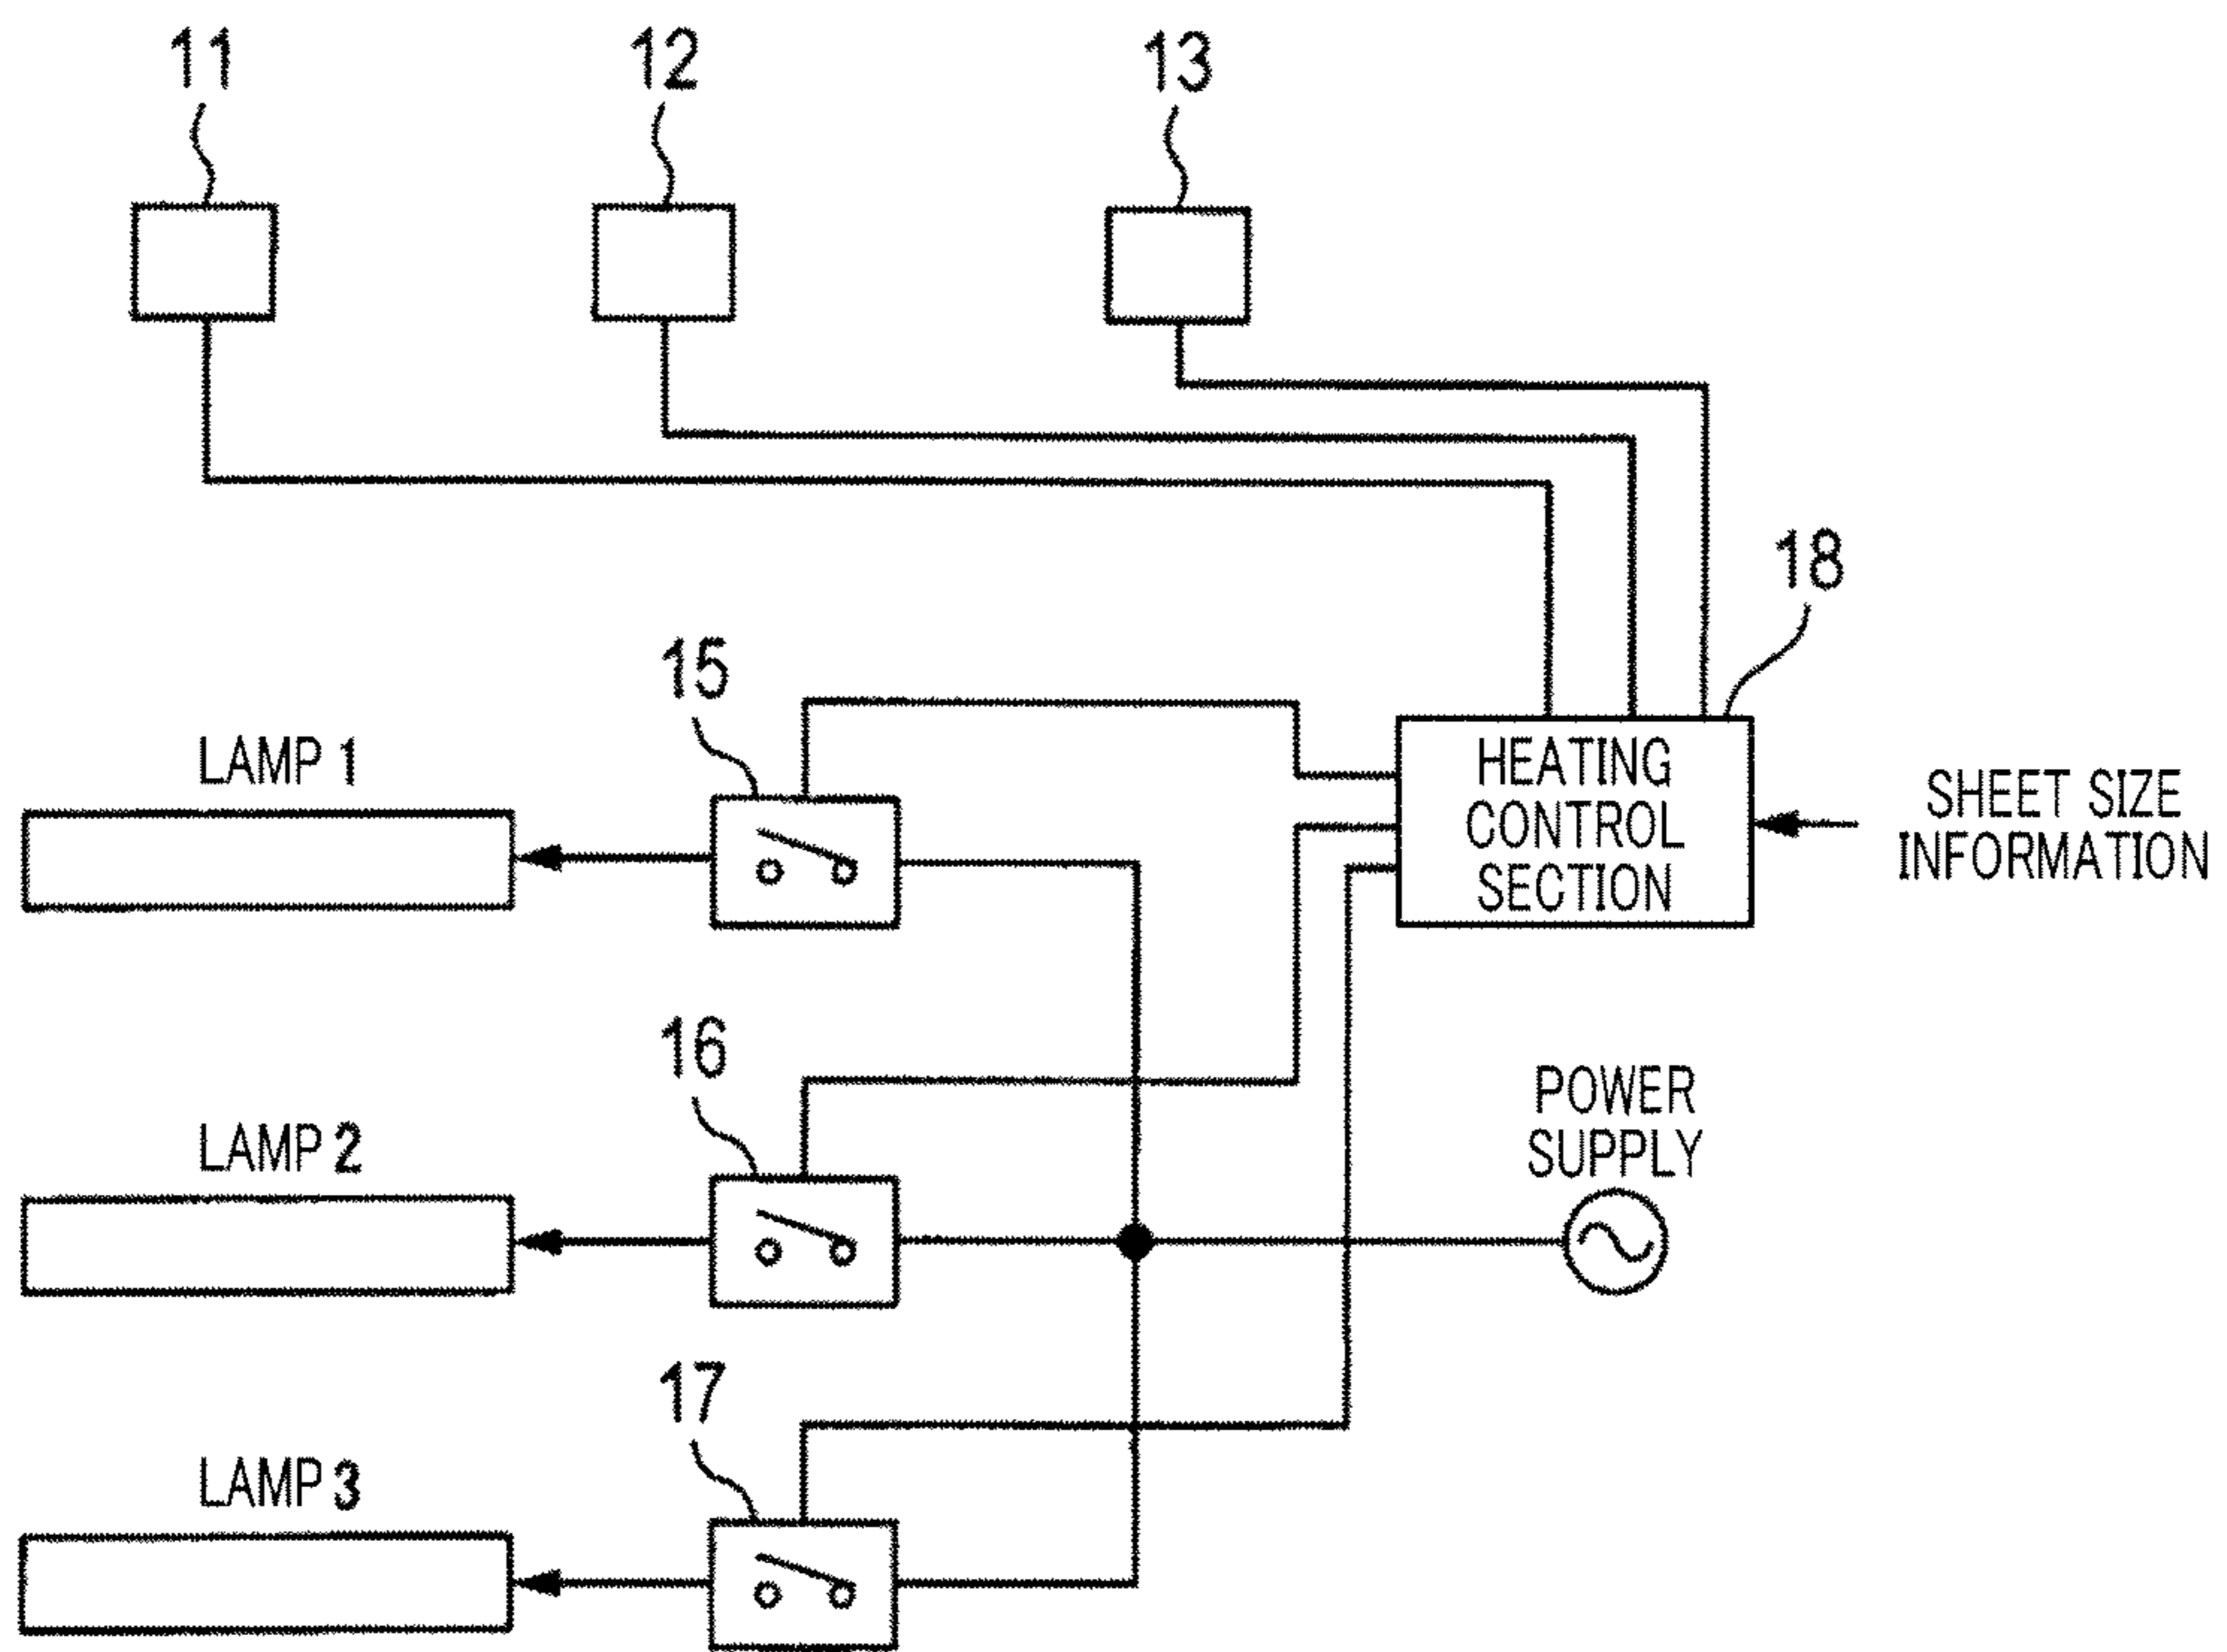 11
12
13
18
15
LAMP 1
HEATING
CONTROL
SECTION
SHEET SIZE
INFORMATION
16
LAMP 2
POWER
SUPPLY
17
LAMP 3